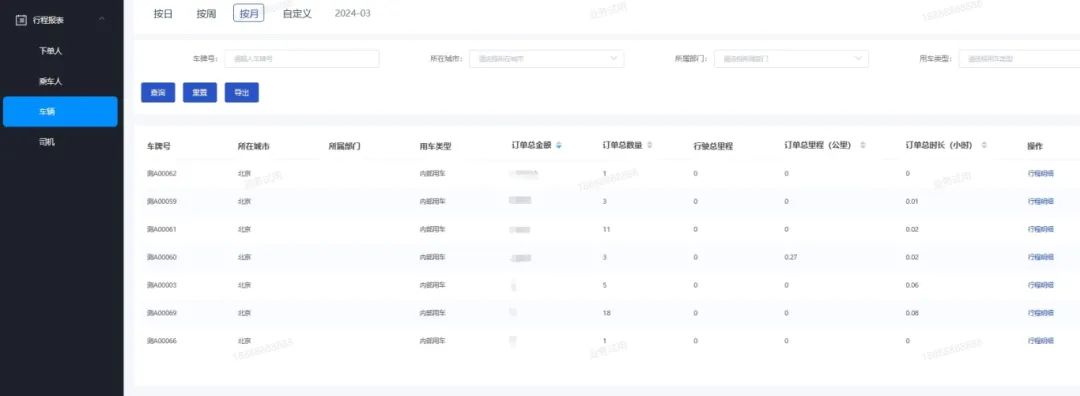 行程报表
下单人
乘车人
车辆
司机
按日 按周 按月 自定义 2024-03
车牌号： 请输入车牌号 所在城市： 请选择所在城市 所属部门： 请选择所属部门 用车类型： 请选择用车类型
查询 重置 导出
车牌号 所在城市 所属部门 用车类型 订单总金额 订单总数量 行驶总里程 订单总里程（公里） 订单总时长（小时） 操作
测A00062 北京 内部用车 1 0 0 0 行程明细
测A00059 北京 内部用车 3 0 0 0.01 行程明细
测A00061 北京 内部用车 11 0 0 0.02 行程明细
测A00060 北京 内部用车 3 0 0.27 0.02 行程明细
测A00003 北京 内部用车 5 0 0 0.06 行程明细
测A00069 北京 内部用车 18 0 0 0.08 行程明细
测A00066 北京 内部用车 1 0 0 0 行程明细
业务试用
业务试用
业务试用